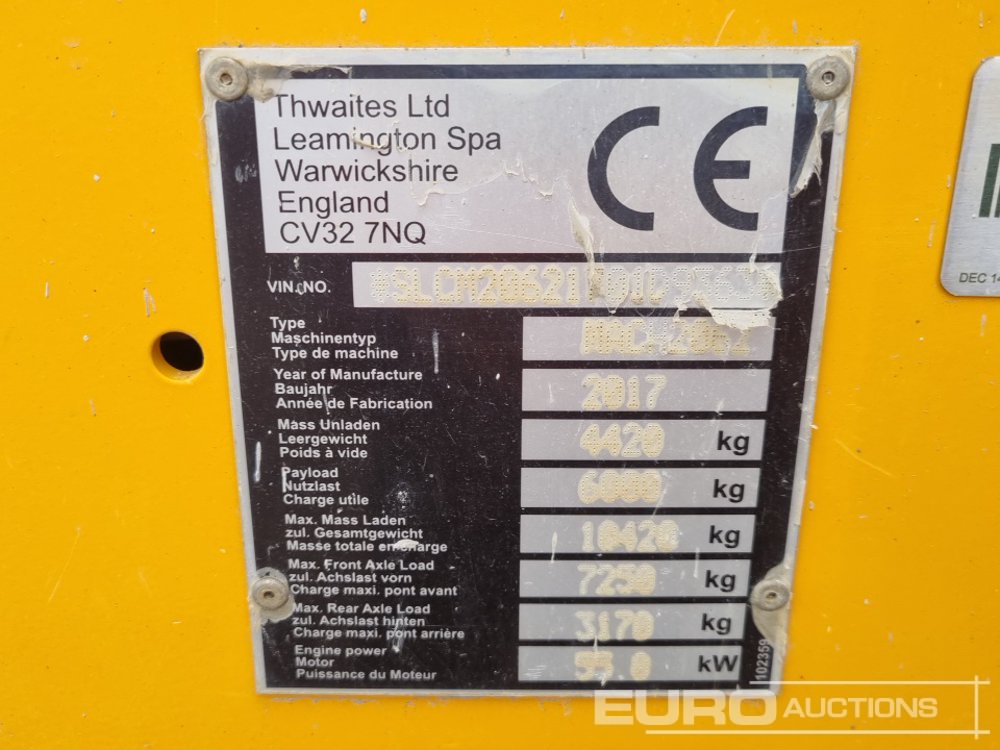 Thwaites Ltd
Leamington Spa
Warwickshire
England
CV32 7NQ
CE
VIN. NO.
Type
Maschinentyp
Type de machine
Year of Manufacture
Baujahr
Année de Fabrication
2017
Mass Unladen
Leergewicht
Poids à vide
4420 kg
Payload
Nutzlast
Charge utile
6000 kg
Max. Mass Laden
zul. Gesamtgewicht
Masse totale en charge
10420 kg
Max. Front Axle Load
zul. Achslast vorn
Charge maxi. pont avant
7250 kg
Max. Rear Axle Load
zul. Achslast hinten
Charge maxi. pont arrière
3170 kg
Engine power
Motor
Puissance du Moteur
55 0 kW
102359
DEC 14
EURO AUCTIONS